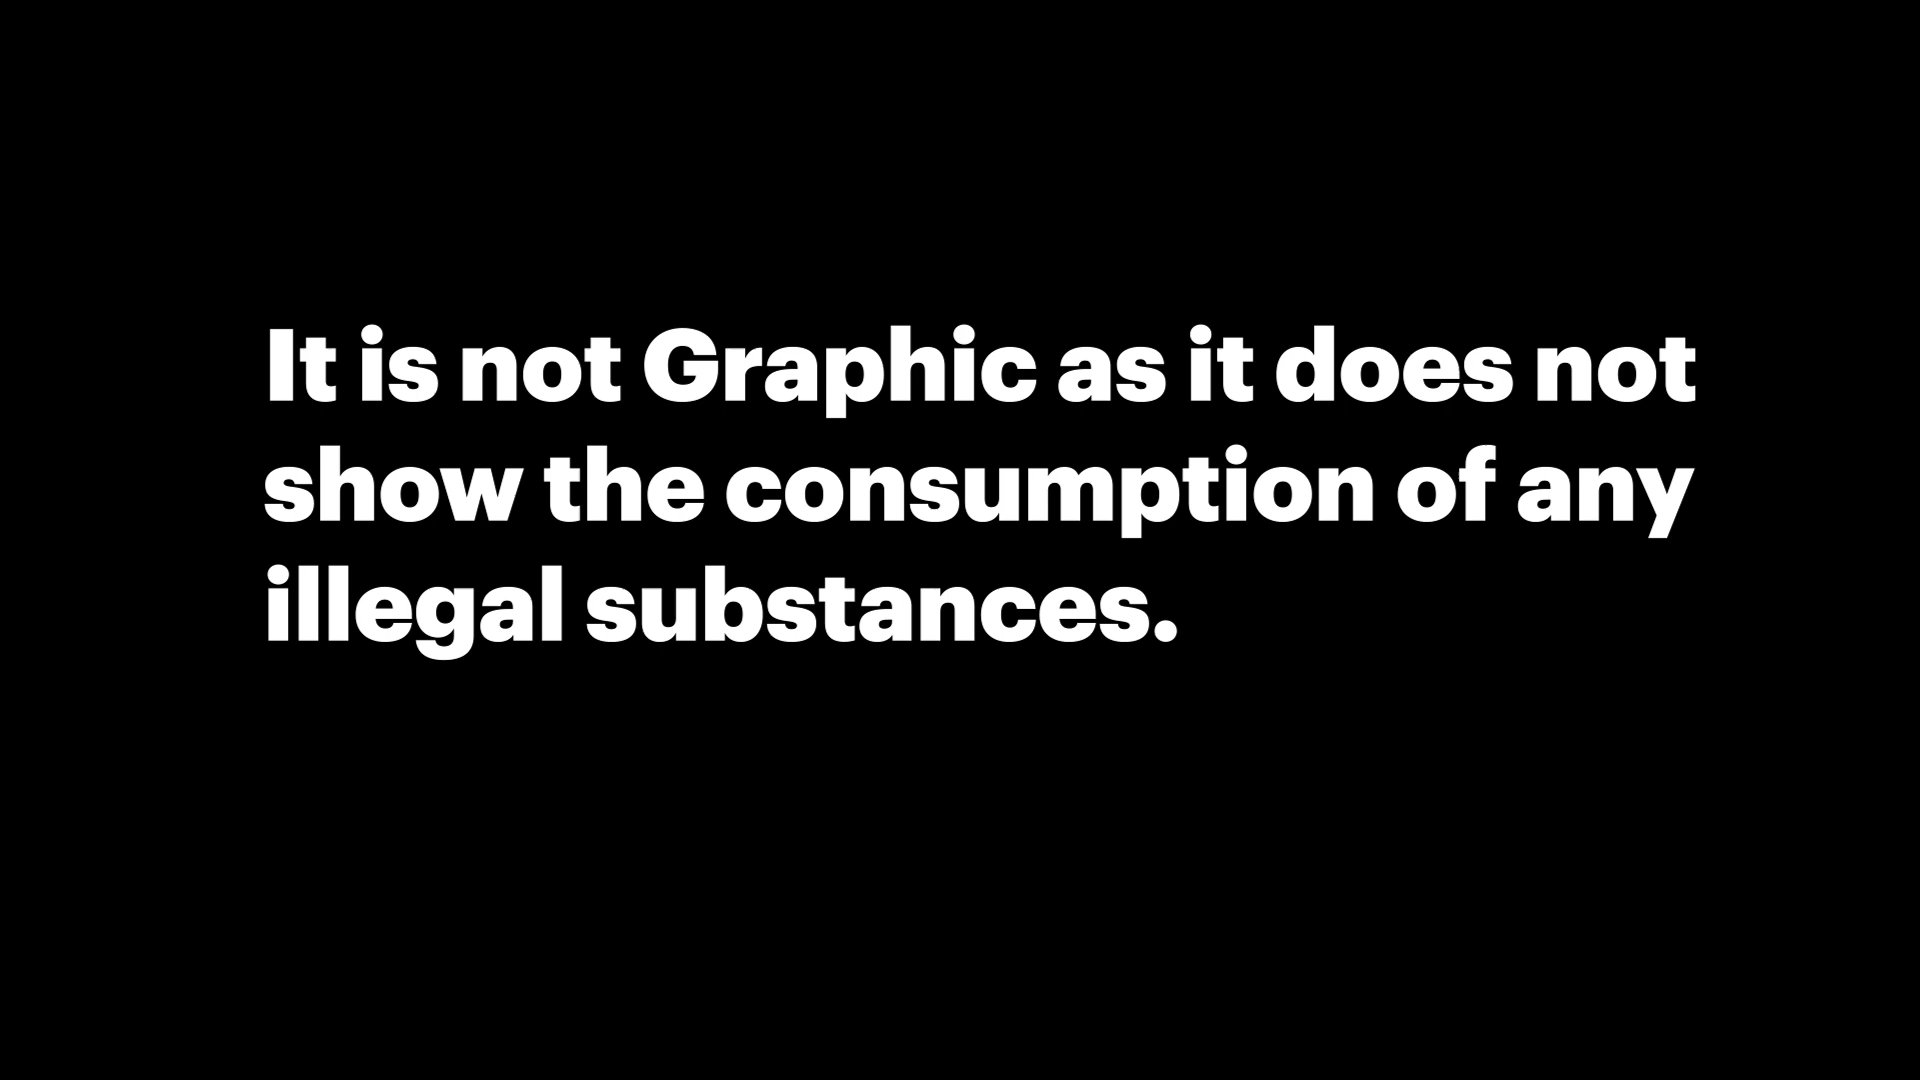 It is not Graphic as it does not
show the consumption of any
illegal substances.